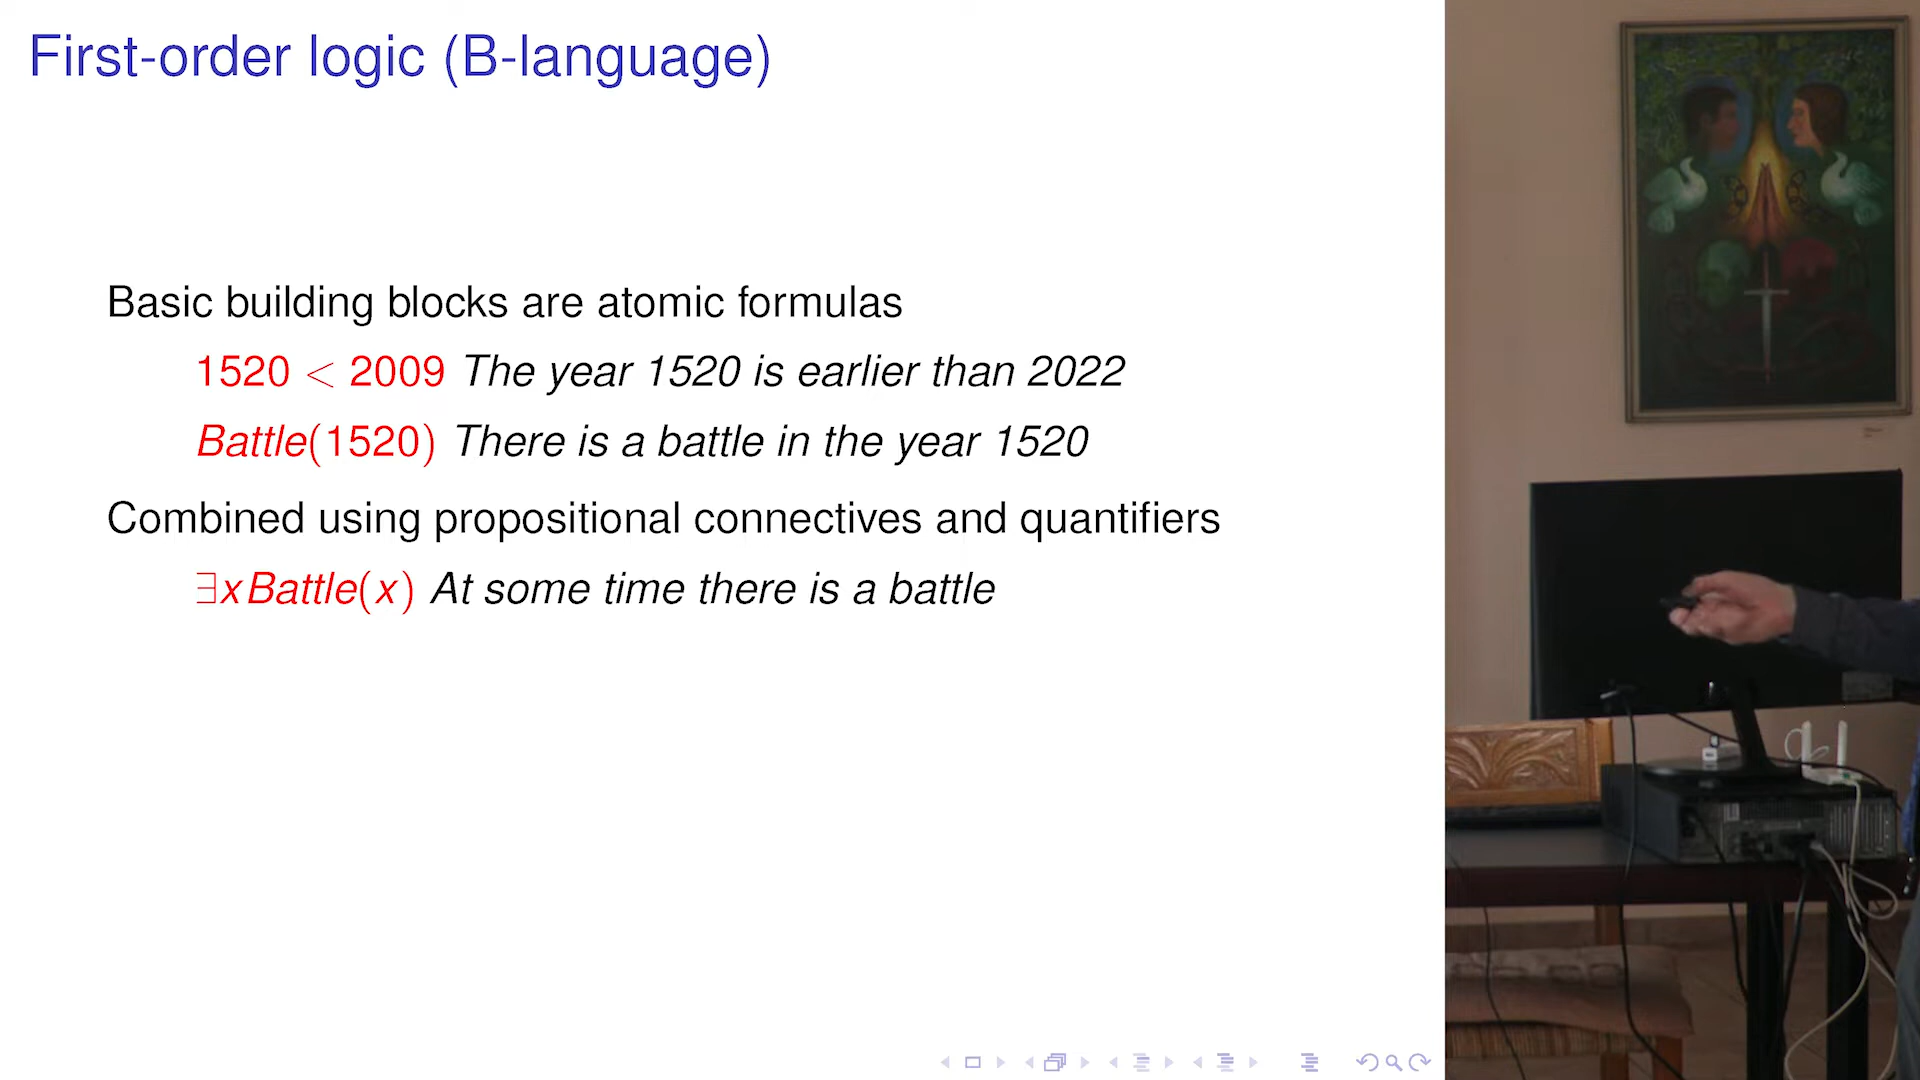 First-order logic (B-language)
Basic building blocks are atomic formulas
1520 < 2009 The year 1520 is earlier than 2022
Battle(1520) There is a battle in the year 1520
Combined using propositional connectives and quantifiers
∃xBattle(x) At some time there is a battle